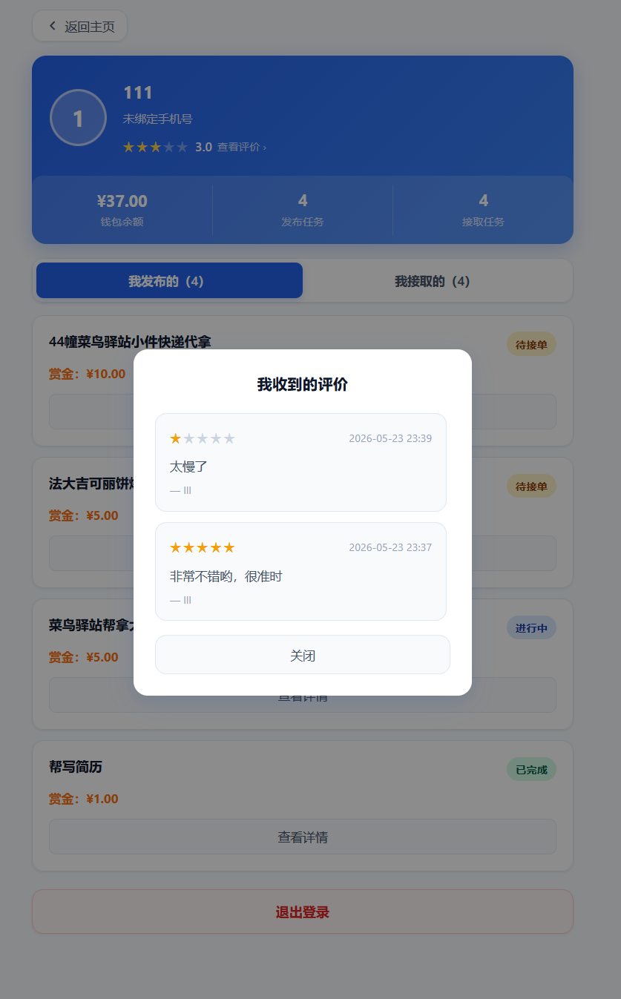 返回主页
1
111
未绑定手机号
★★★★★ 3.0 查看评价 ›
¥37.00
钱包余额
4
发布任务
4
接取任务
我发布的（4）
我接取的（4）
44幢菜鸟驿站小件快递代拿
待接单
赏金：¥10.00
我收到的评价
★★★★★
2026-05-23 23:39
太慢了
— lll
★★★★★
2026-05-23 23:37
非常不错哟，很准时
— lll
关闭
法大吉可丽饼
待接单
赏金：¥5.00
菜鸟驿站帮拿
进行中
赏金：¥5.00
查看详情
帮写简历
已完成
赏金：¥1.00
查看详情
退出登录